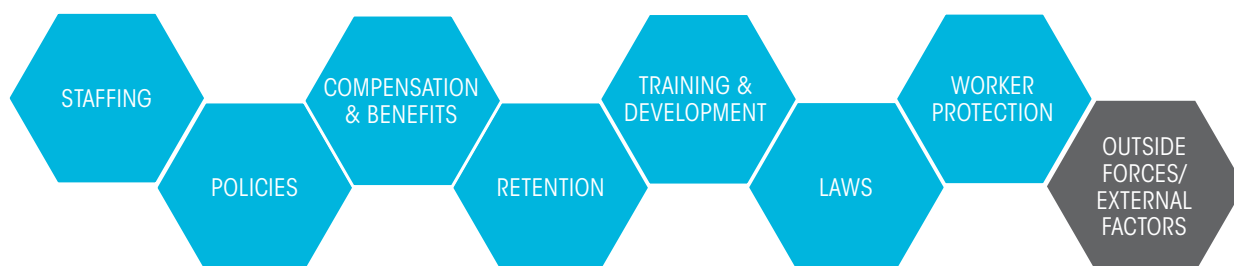 STAFFING
POLICIES
COMPENSATION
& BENEFITS
RETENTION
TRAINING &
DEVELOPMENT
LAWS
WORKER
PROTECTION
OUTSIDE
FORCES/
EXTERNAL
FACTORS